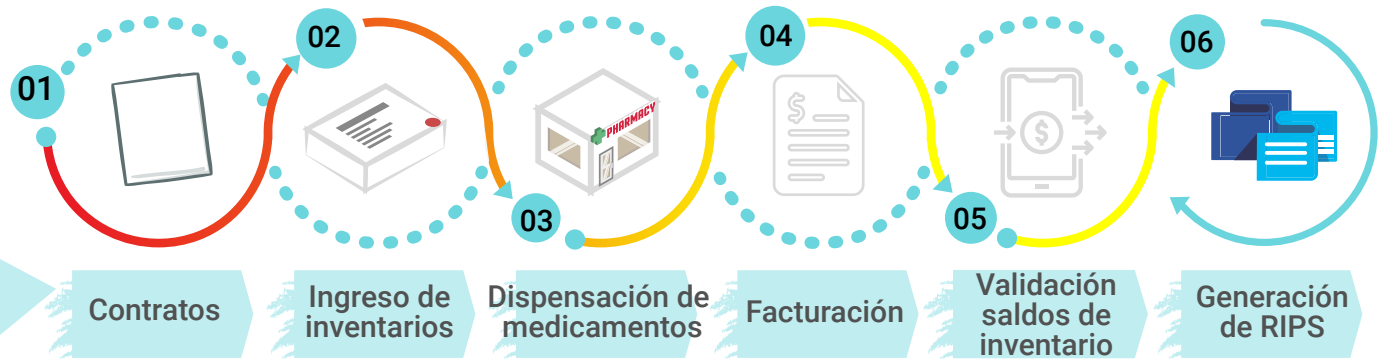 01
02
03
04
05
06
PHARMACY
$
$
Contratos
Ingreso de
inventarios
Dispensación de
medicamentos
Facturación
Validación
saldos de
inventario
Generación
de RIPS